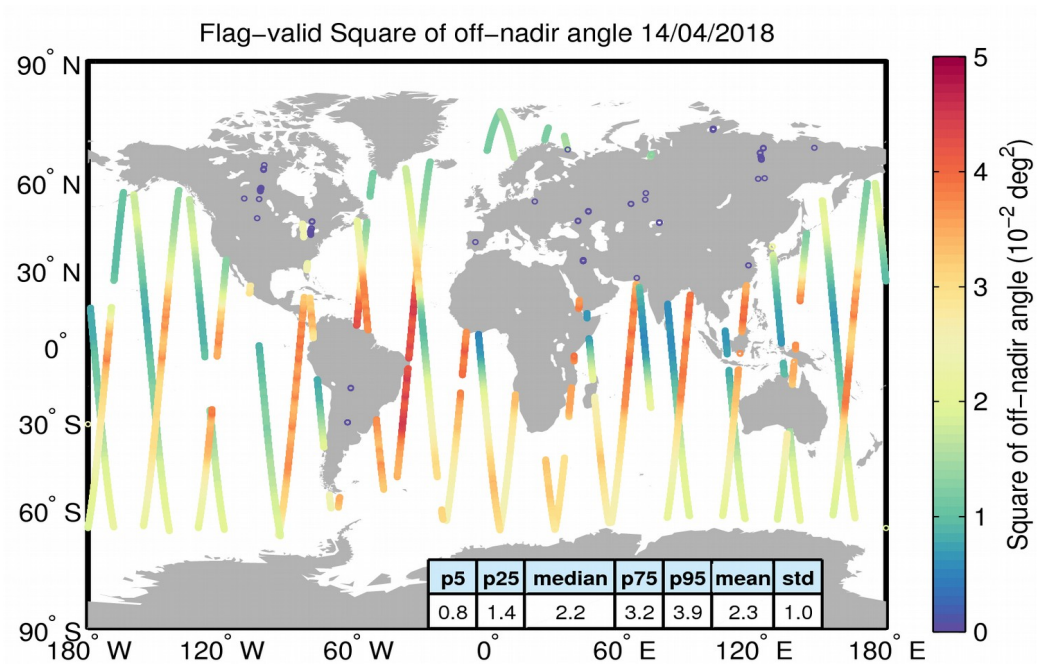 Flag−valid Square of off−nadir angle 14/04/2018
90° N
60° N
30° N
0°
30° S
60° S
90° S
180° W
120° W
60° W
0°
60° E
120° E
180° E
p5 p25 median p75 p95 mean std
0.8 1.4 2.2 3.2 3.9 2.3 1.0
5
4
3
2
1
0
Square of off−nadir angle (10⁻² deg²)